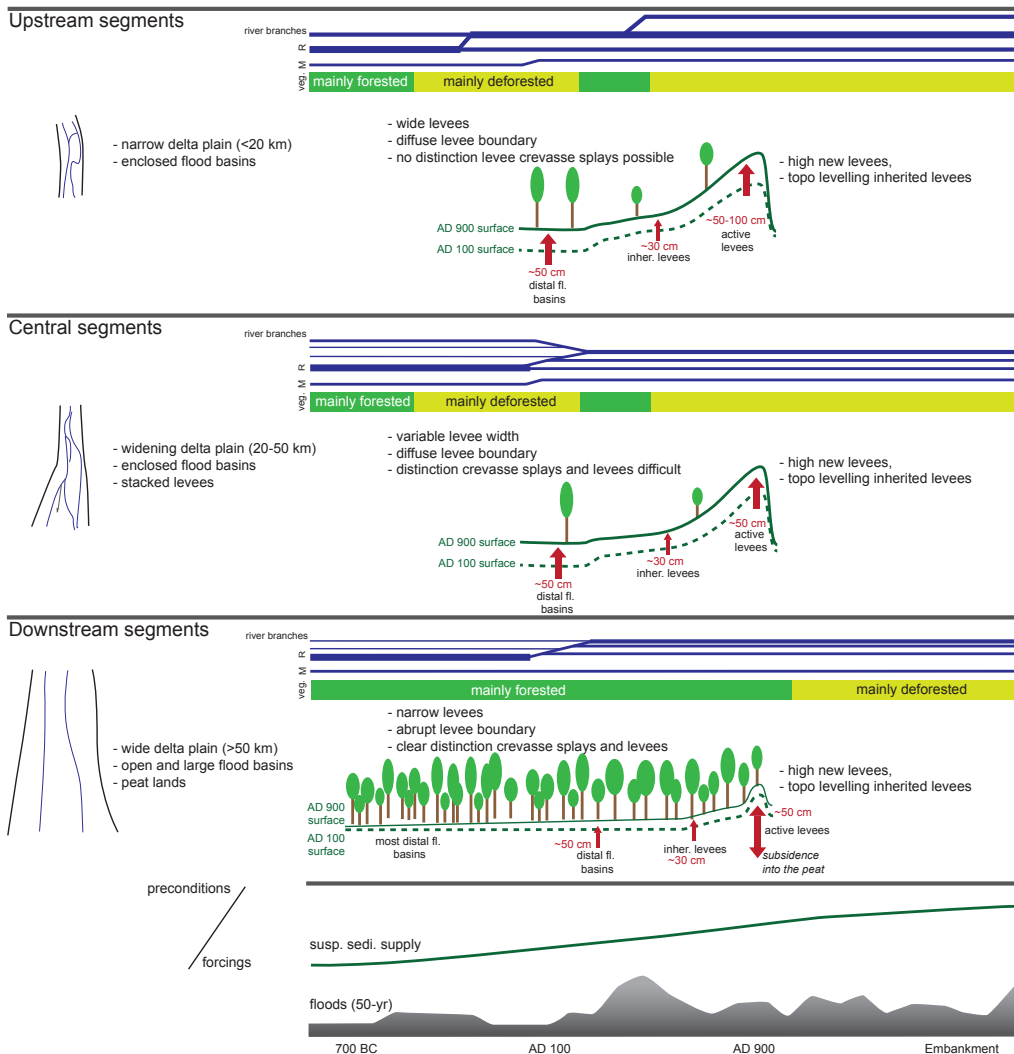 Upstream segments
river branches
R
M
veg.
mainly forested
mainly deforested
- narrow delta plain (<20 km)
- enclosed flood basins
- wide levees
- diffuse levee boundary
- no distinction levee crevasse splays possible
- high new levees,
- topo levelling inherited levees
AD 900 surface
AD 100 surface
~50 cm
distal fl.
basins
~30 cm
inher. levees
~50-100 cm
active
levees
Central segments
river branches
R
M
veg.
mainly forested
mainly deforested
- widening delta plain (20-50 km)
- enclosed flood basins
- stacked levees
- variable levee width
- diffuse levee boundary
- distinction crevasse splays and levees difficult
- high new levees,
- topo levelling inherited levees
AD 900 surface
AD 100 surface
~50 cm
distal fl.
basins
~30 cm
inher. levees
~50 cm
active
levees
Downstream segments
river branches
R
M
veg.
mainly forested
mainly deforested
- wide delta plain (>50 km)
- open and large flood basins
- peat lands
- narrow levees
- abrupt levee boundary
- clear distinction crevasse splays and levees
- high new levees,
- topo levelling inherited levees
AD 900
surface
AD 100
surface
most distal fl.
basins
~50 cm
distal fl.
basins
inher. levees
~30 cm
~50 cm
active levees
subsidence
into the peat
preconditions
forcings
susp. sedi. supply
floods (50-yr)
700 BC
AD 100
AD 900
Embankment